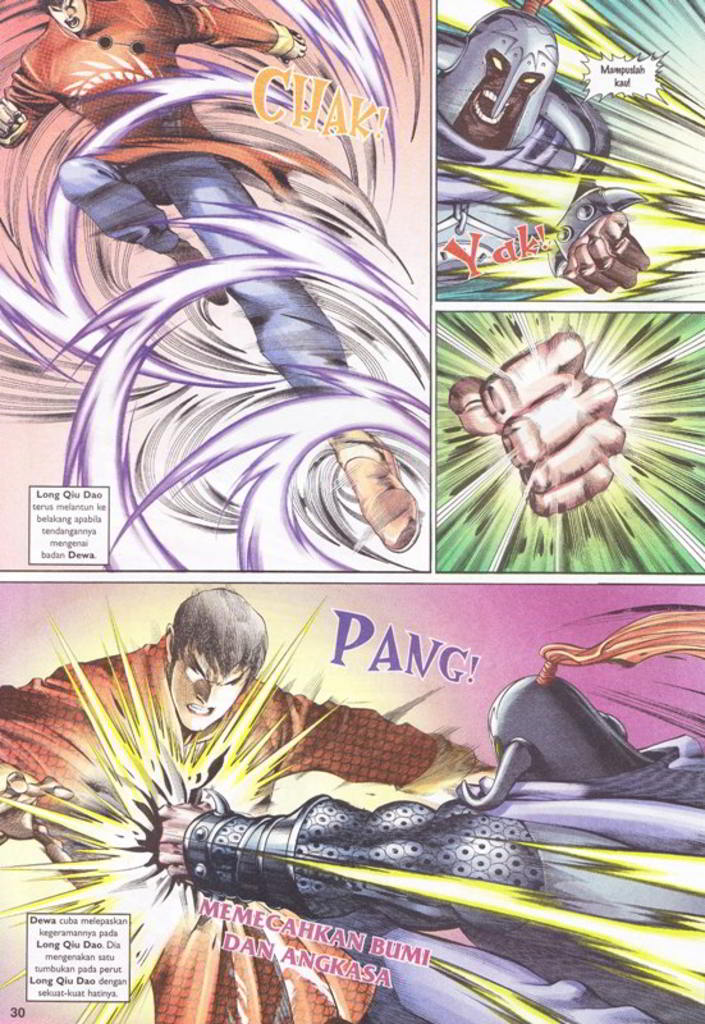 CHAK!
Mampuslah
kau!
Yak!
Long Qiu Dao
terus melantun ke
belakang apabila
tendangannya
mengenai
badan Dewa.
PANG!
MEMECAHKAN BUMI
DAN ANGKASA
Dewa cuba melepaskan
kegeramannya pada
Long Qiu Dao. Dia
mengenakan satu
tumbukan pada perut
Long Qiu Dao dengan
sekuat-kuat hatinya.
30